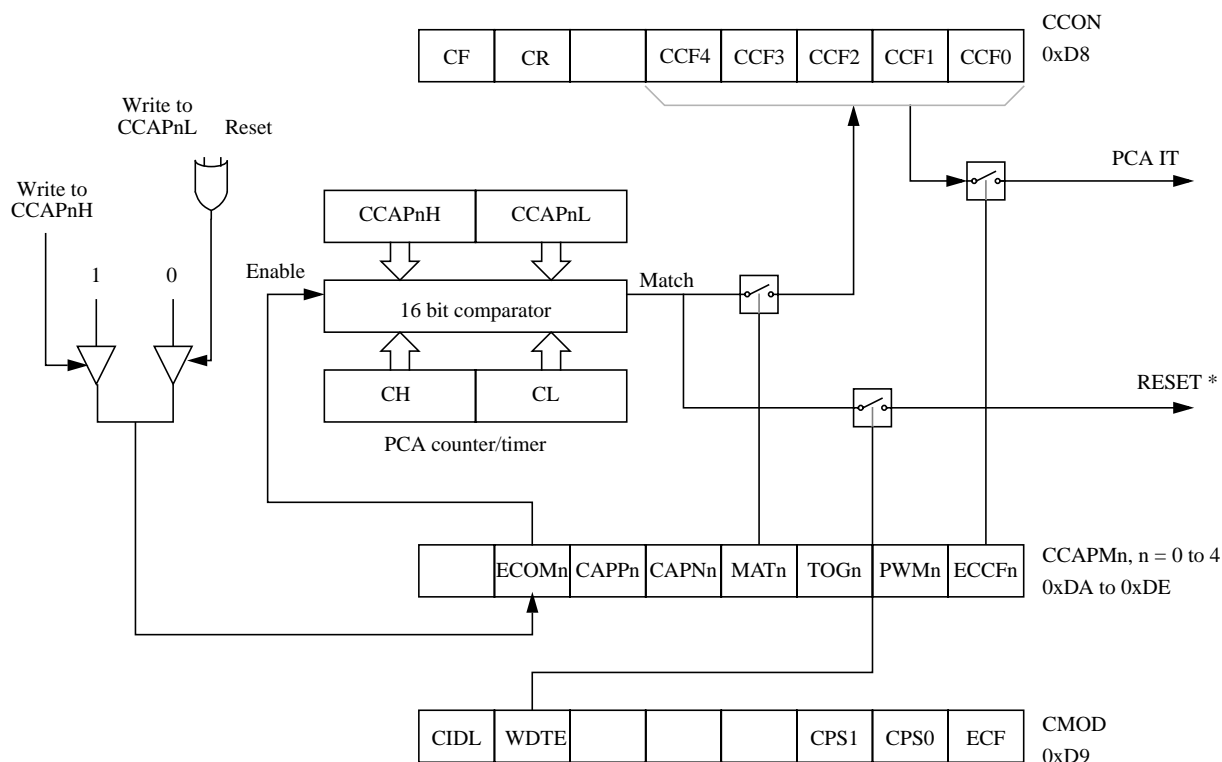 CCON
CF CR CCF4 CCF3 CCF2 CCF1 CCF0
0xD8
Write to
CCAPnL Reset
PCA IT
Write to
CCAPnH
CCAPnH CCAPnL
Enable
Match
1 0
16 bit comparator
RESET *
CH CL
PCA counter/timer
ECOMn CAPPn CAPNn MATn TOGn PWMn ECCFn
CCAPMn, n = 0 to 4
0xDA to 0xDE
CIDL WDTE CPS1 CPS0 ECF
CMOD
0xD9